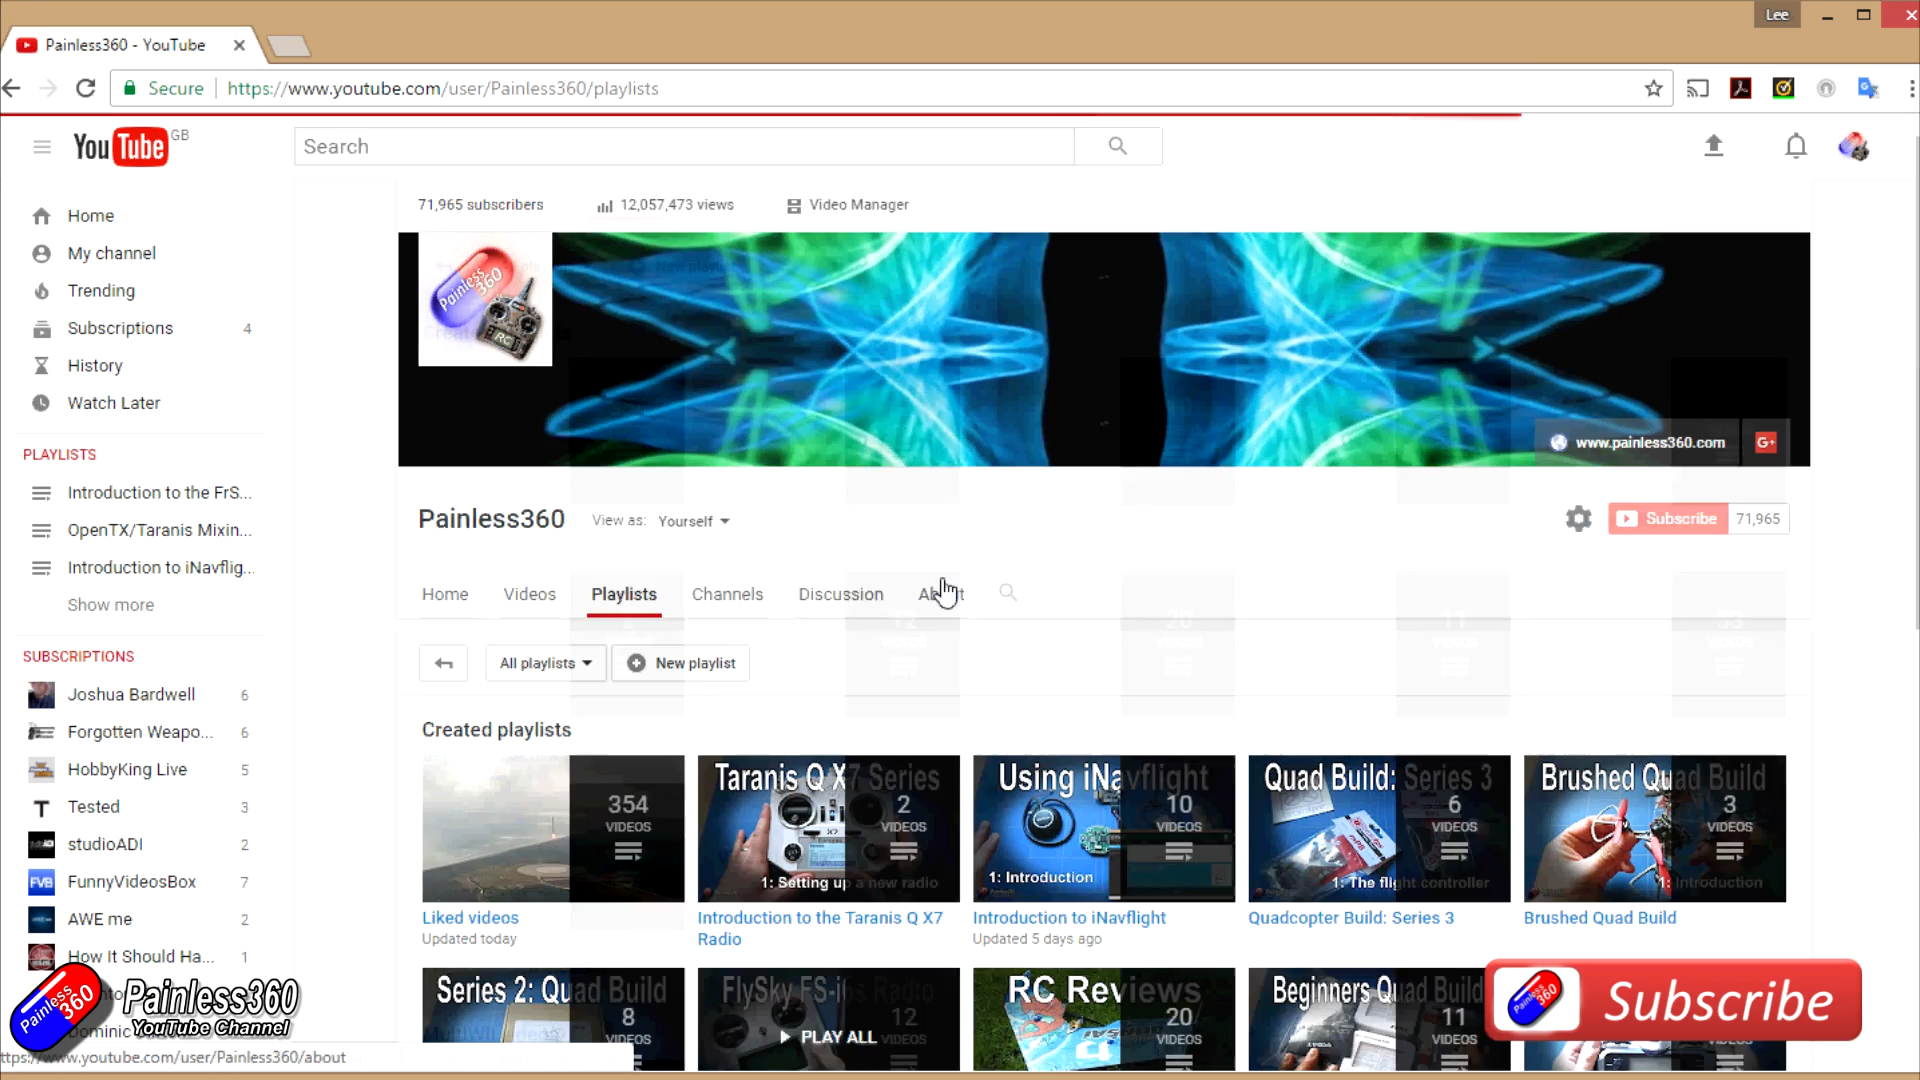 Lee
Painless360 - YouTube
Secure
https://www.youtube.com/user/Painless360/playlists
YouTube GB
Search
71,965 subscribers
12,057,473 views
Video Manager
Home
My channel
Trending
Subscriptions 4
History
Watch Later
PLAYLISTS
Introduction to the FrS...
OpenTX/Taranis Mixin...
Introduction to iNavflig...
Show more
SUBSCRIPTIONS
Joshua Bardwell 6
Forgotten Weapo... 6
HobbyKing Live 5
Tested 3
studioADI 2
FunnyVideosBox 7
AWE me 2
How It Should Ha... 1
Dominic
Painless360
RC
www.painless360.com
G+
Painless360
View as: Yourself
Subscribe 71,965
Home
Videos
Playlists
Channels
Discussion
All playlists
New playlist
Created playlists
354
VIDEOS
Liked videos
Updated today
Taranis Q X7 Series
2
VIDEOS
1: Setting up a new radio
Introduction to the Taranis Q X7
Radio
Using iNavflight
10
VIDEOS
1: Introduction
Introduction to iNavflight
Updated 5 days ago
Quad Build: Series 3
6
VIDEOS
1: The flight controller
Quadcopter Build: Series 3
Brushed Quad Build
3
VIDEOS
1: Introduction
Brushed Quad Build
Series 2: Quad Build
8
VIDEOS
12
VIDEOS
PLAY ALL
RC Reviews
20
VIDEOS
Beginners Quad Build
11
VIDEOS
Painless360
Painless360
YouTube Channel
Subscribe
ttps://www.youtube.com/user/Painless360/about